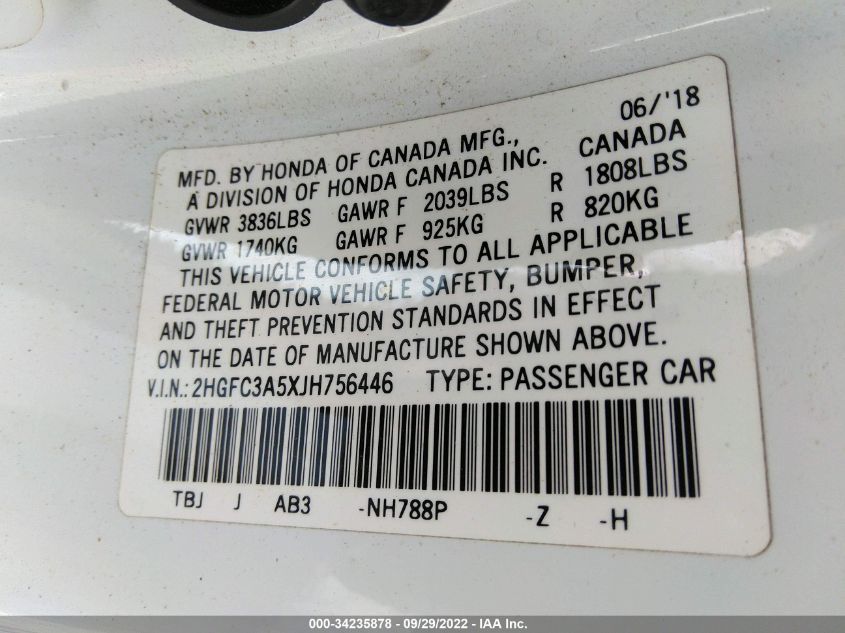 06/'18
MFD. BY HONDA OF CANADA MFG., CANADA
A DIVISION OF HONDA CANADA INC.
GVWR 3836LBS GAWR F 2039LBS R 1808LBS
GVWR 1740KG GAWR F 925KG R 820KG
THIS VEHICLE CONFORMS TO ALL APPLICABLE
FEDERAL MOTOR VEHICLE SAFETY, BUMPER,
AND THEFT PREVENTION STANDARDS IN EFFECT
ON THE DATE OF MANUFACTURE SHOWN ABOVE.
V.I.N.: 2HGFC3A5XJH756446 TYPE: PASSENGER CAR
TBJ J AB3 -NH788P -Z -H
000-34235878 - 09/29/2022 - IAA Inc.